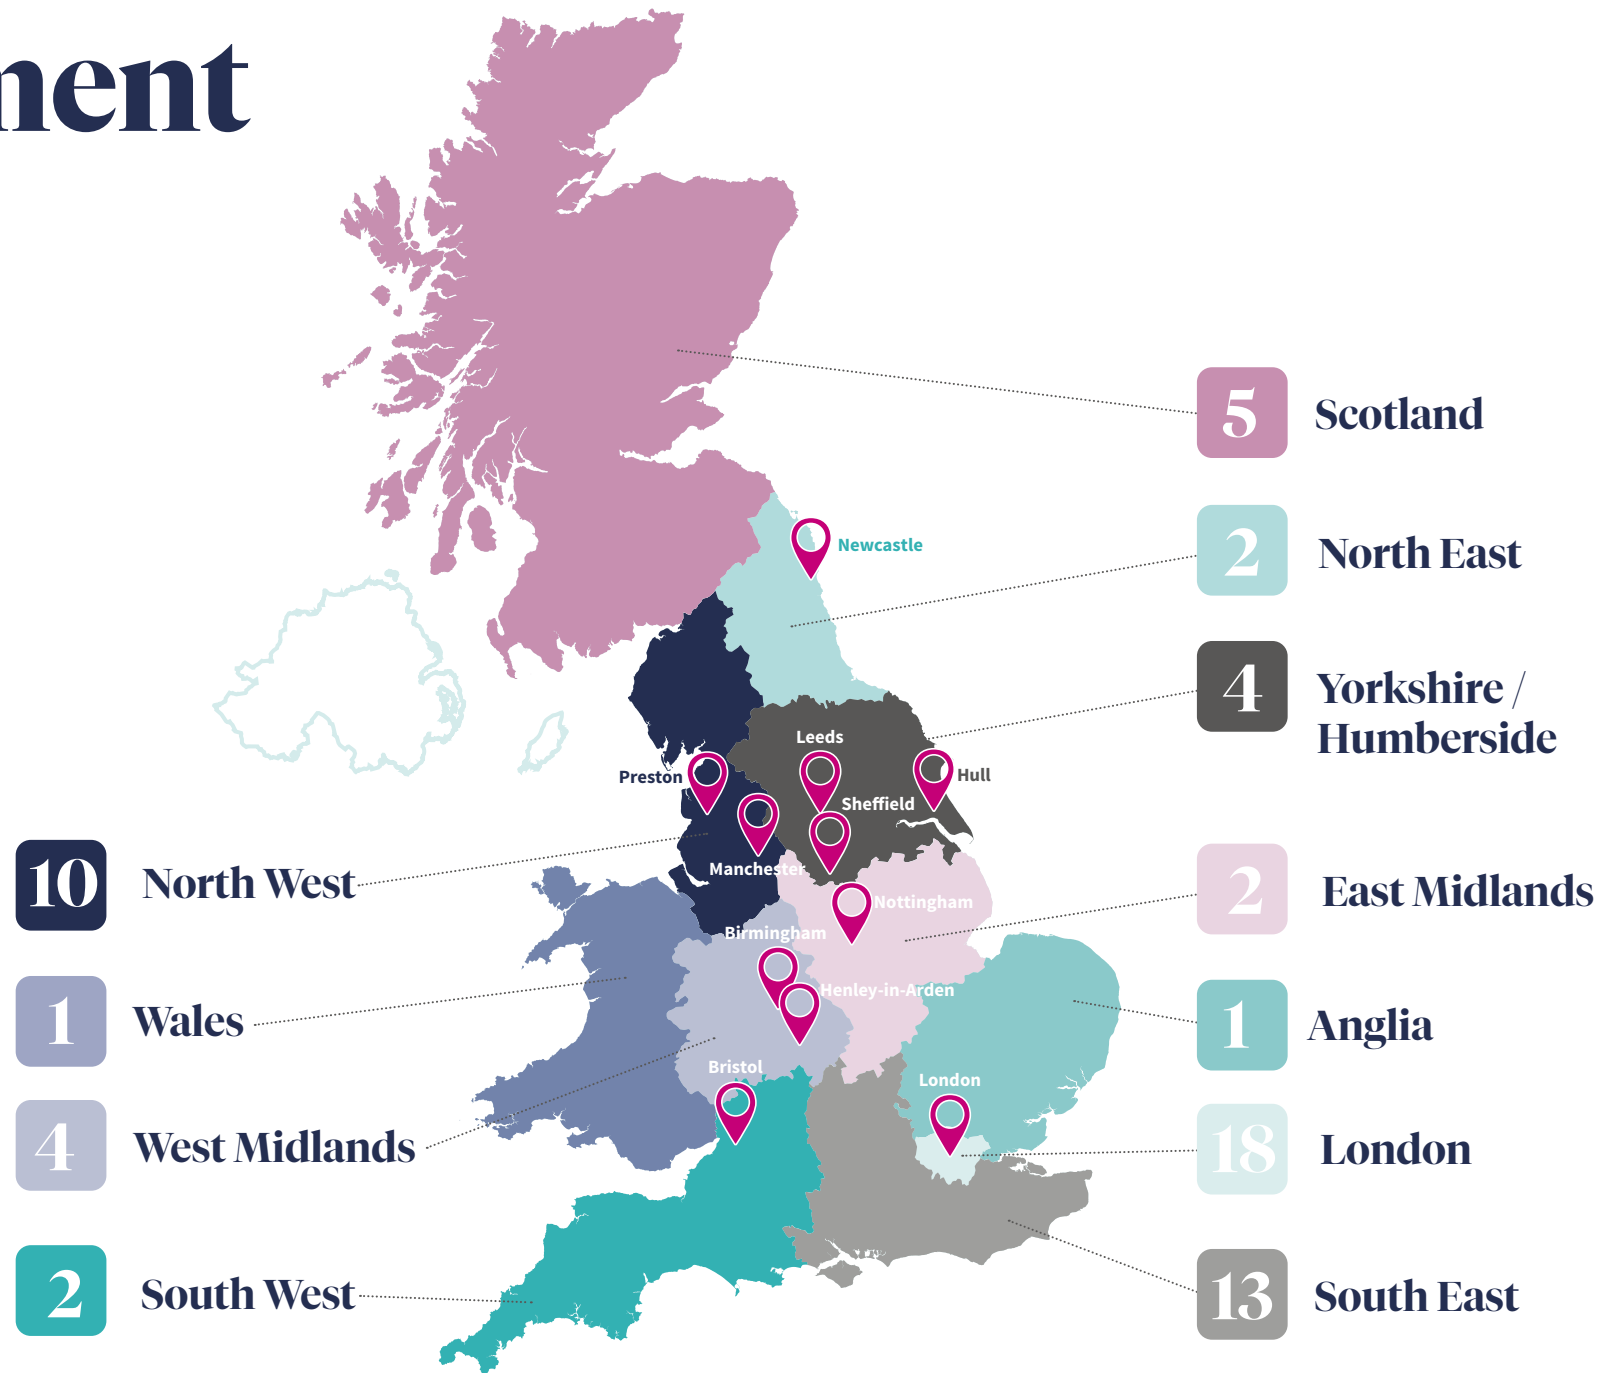 ment
5
Scotland
Newcastle
2
North East
4
Yorkshire /
Humberside
Leeds
Preston
Hull
Sheffield
10
North West
Manchester
2
East Midlands
Nottingham
Birmingham
Henley-in-Arden
1
Wales
1
Anglia
Bristol
London
4
West Midlands
18
London
2
South West
13
South East